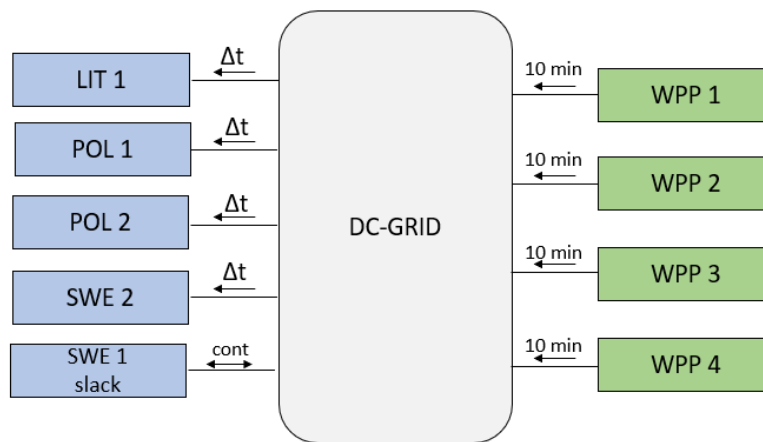 LIT 1
Δt
POL 1
Δt
POL 2
Δt
SWE 2
Δt
SWE 1
slack
cont
DC-GRID
10 min
WPP 1
10 min
WPP 2
10 min
WPP 3
10 min
WPP 4